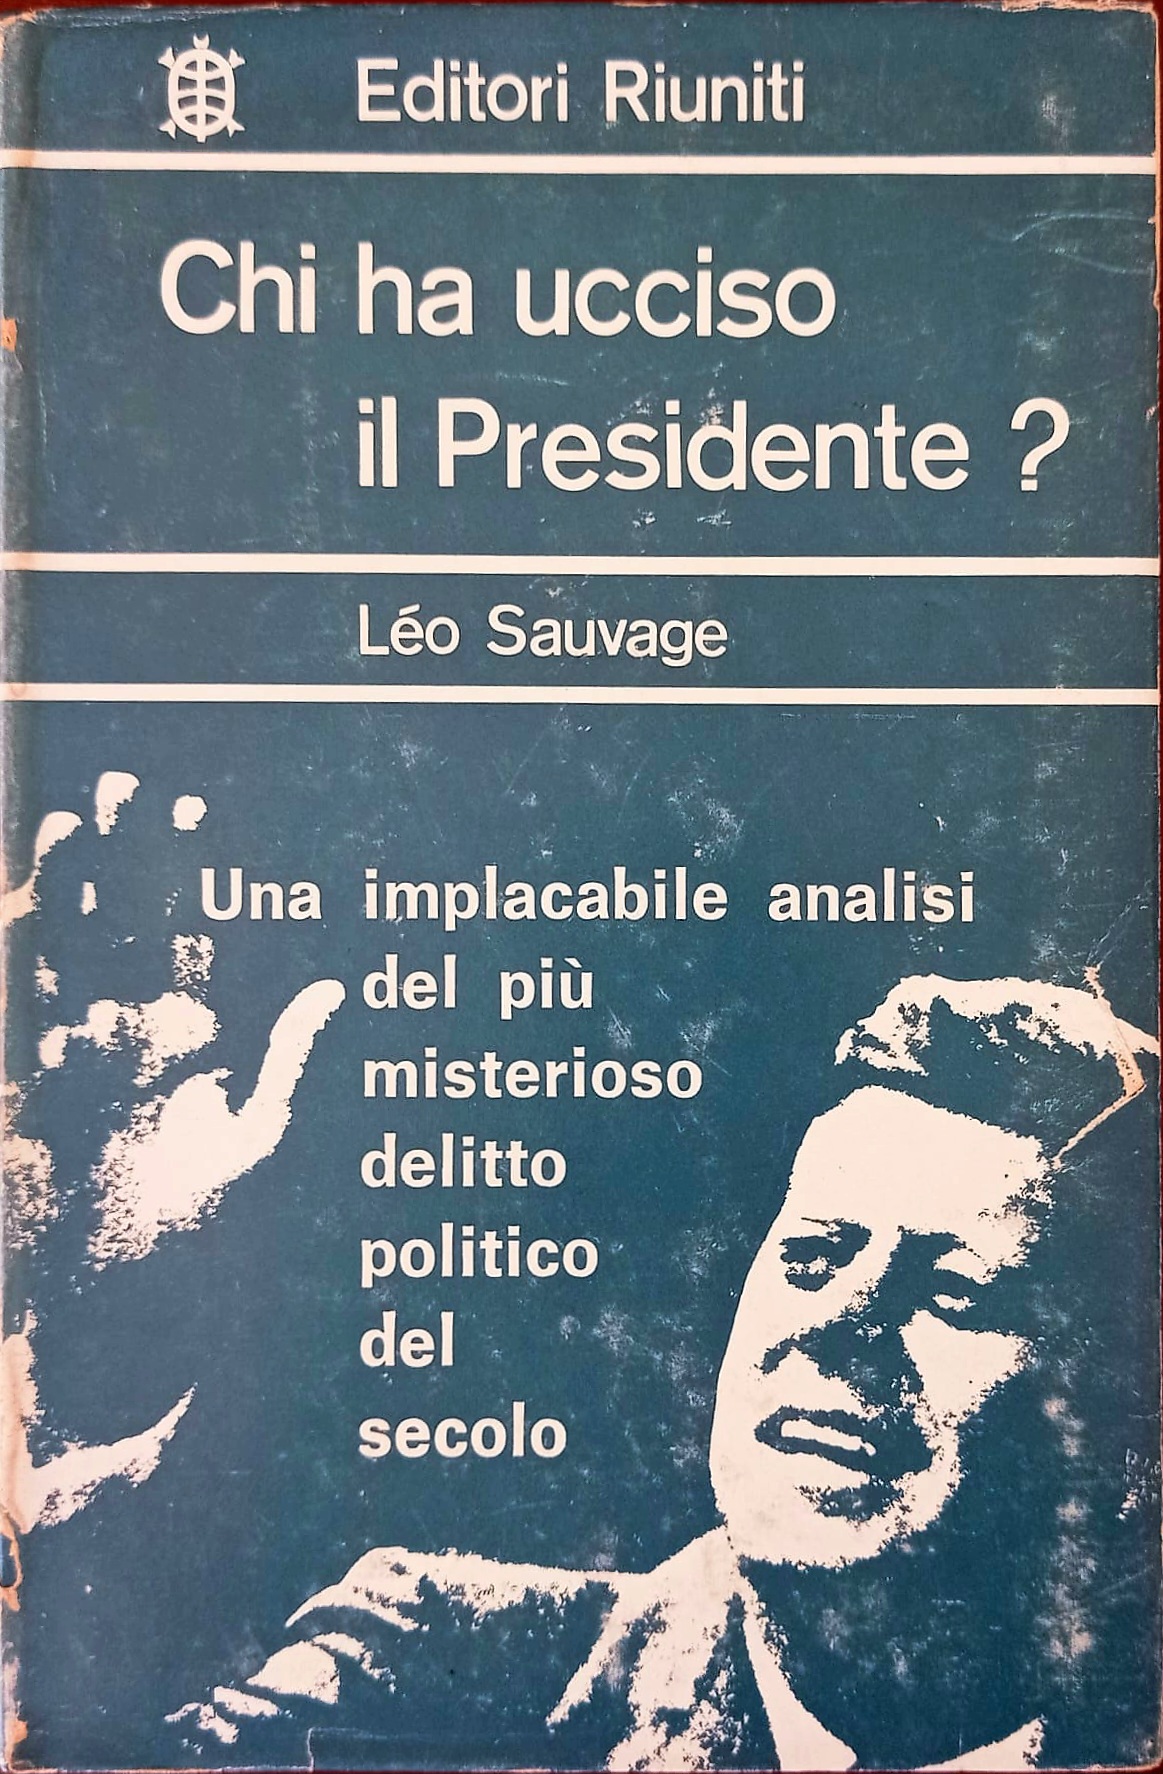 Editori Riuniti
Chi ha ucciso
il Presidente ?
Léo Sauvage
Una implacabile analisi
del più
misterioso
delitto
politico
del
secolo